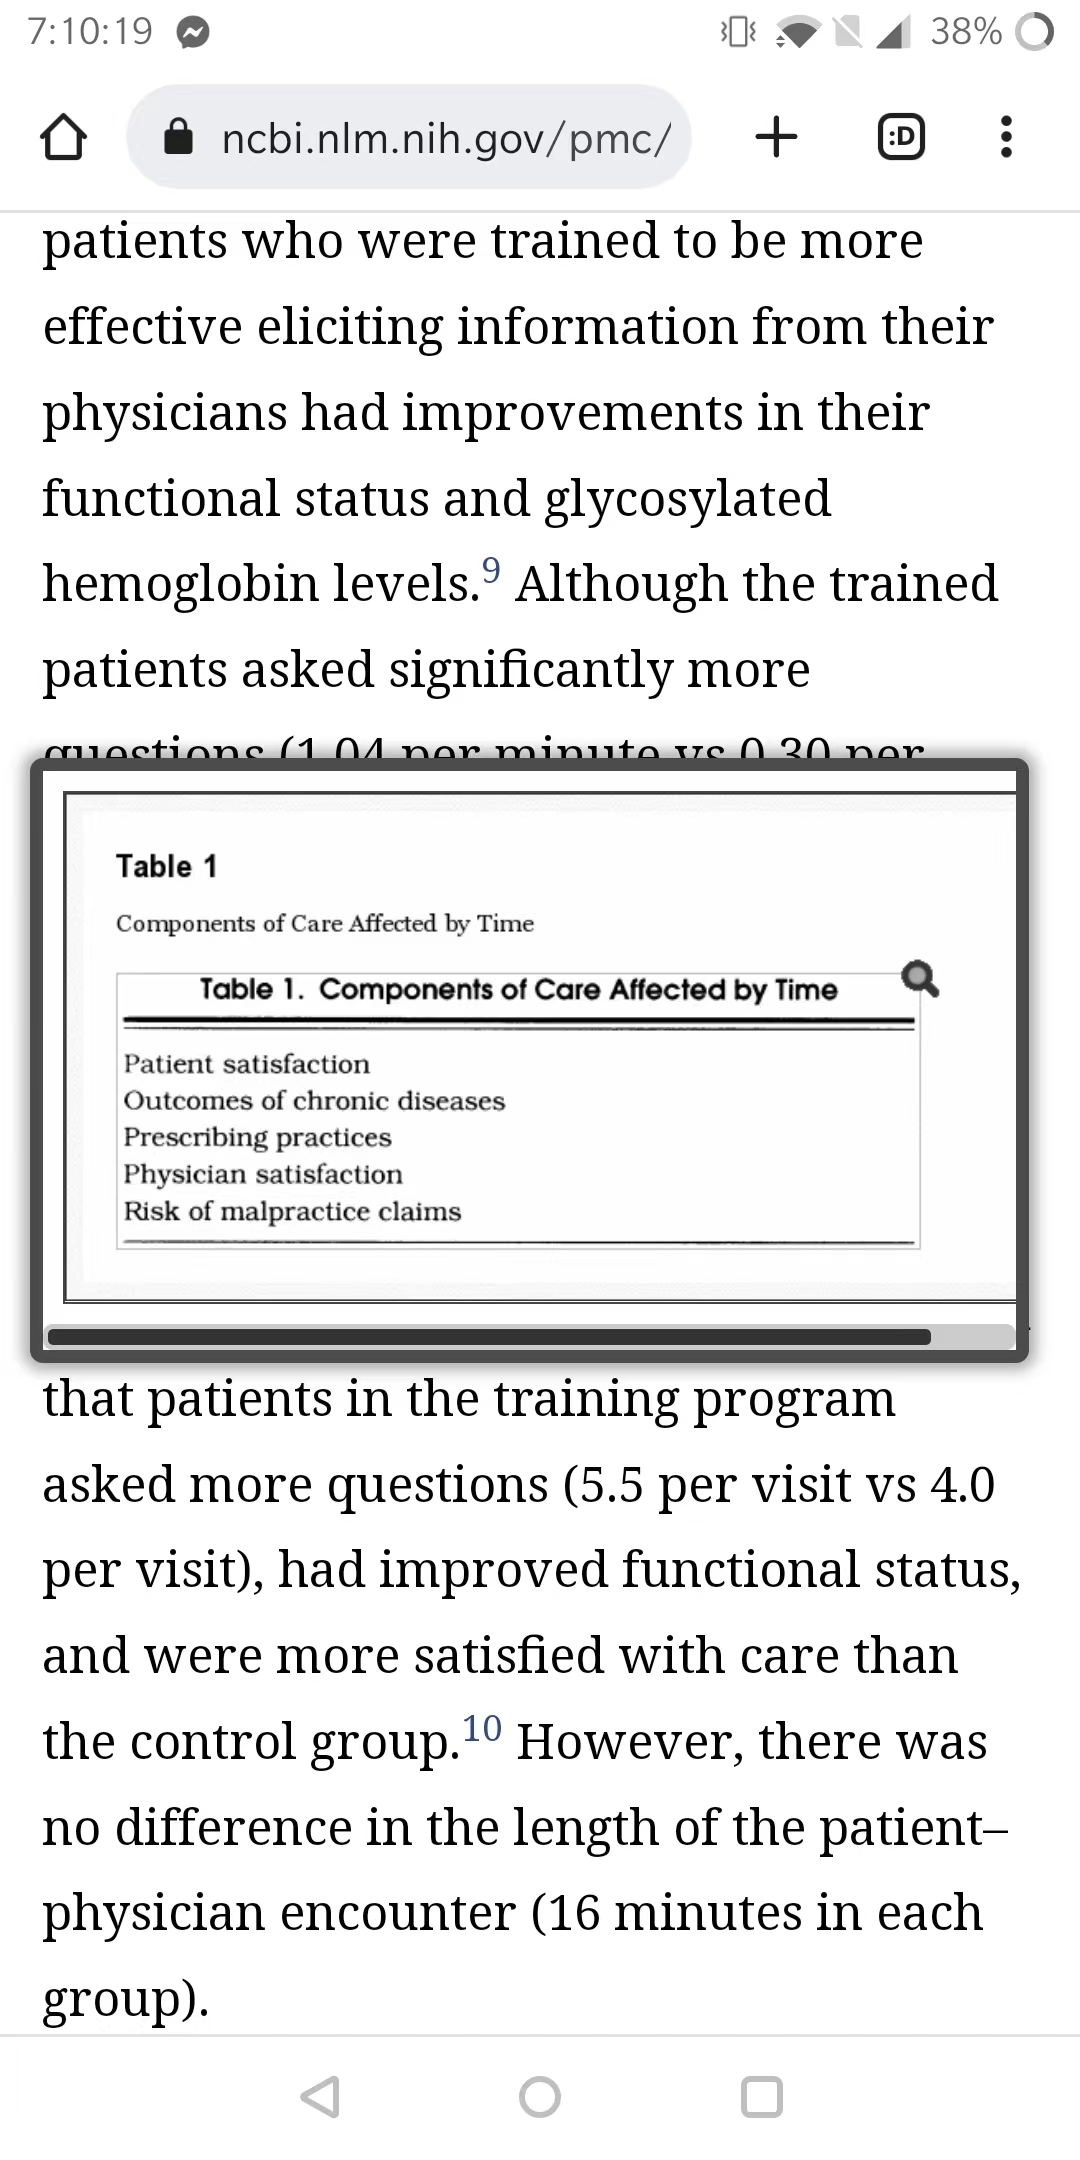 7:10:19
38%
ncbi.nlm.nih.gov/pmc/
:D
patients who were trained to be more
effective eliciting information from their
physicians had improvements in their
functional status and glycosylated
hemoglobin levels.9 Although the trained
patients asked significantly more
questions (1.04 per minute vs 0.30 per
Table 1
Components of Care Affected by Time
Table 1. Components of Care Affected by Time
Patient satisfaction
Outcomes of chronic diseases
Prescribing practices
Physician satisfaction
Risk of malpractice claims
that patients in the training program
asked more questions (5.5 per visit vs 4.0
per visit), had improved functional status,
and were more satisfied with care than
the control group.10 However, there was
no difference in the length of the patient–
physician encounter (16 minutes in each
group).